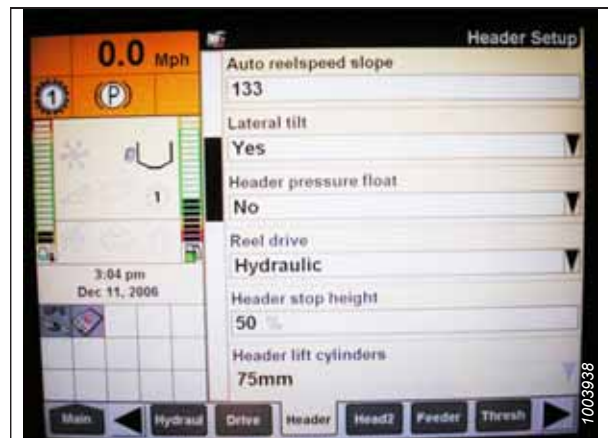 Header Setup
0.0 Mph
1
(P)
1
3:04 pm
Dec 11, 2006
GPS
Auto reelspeed slope
133
Lateral tilt
Yes
Header pressure float
No
Reel drive
Hydraulic
Header stop height
50 %
Header lift cylinders
75mm
Main
Hydraul
Drive
Header
Head2
Feeder
Thresh
1003938